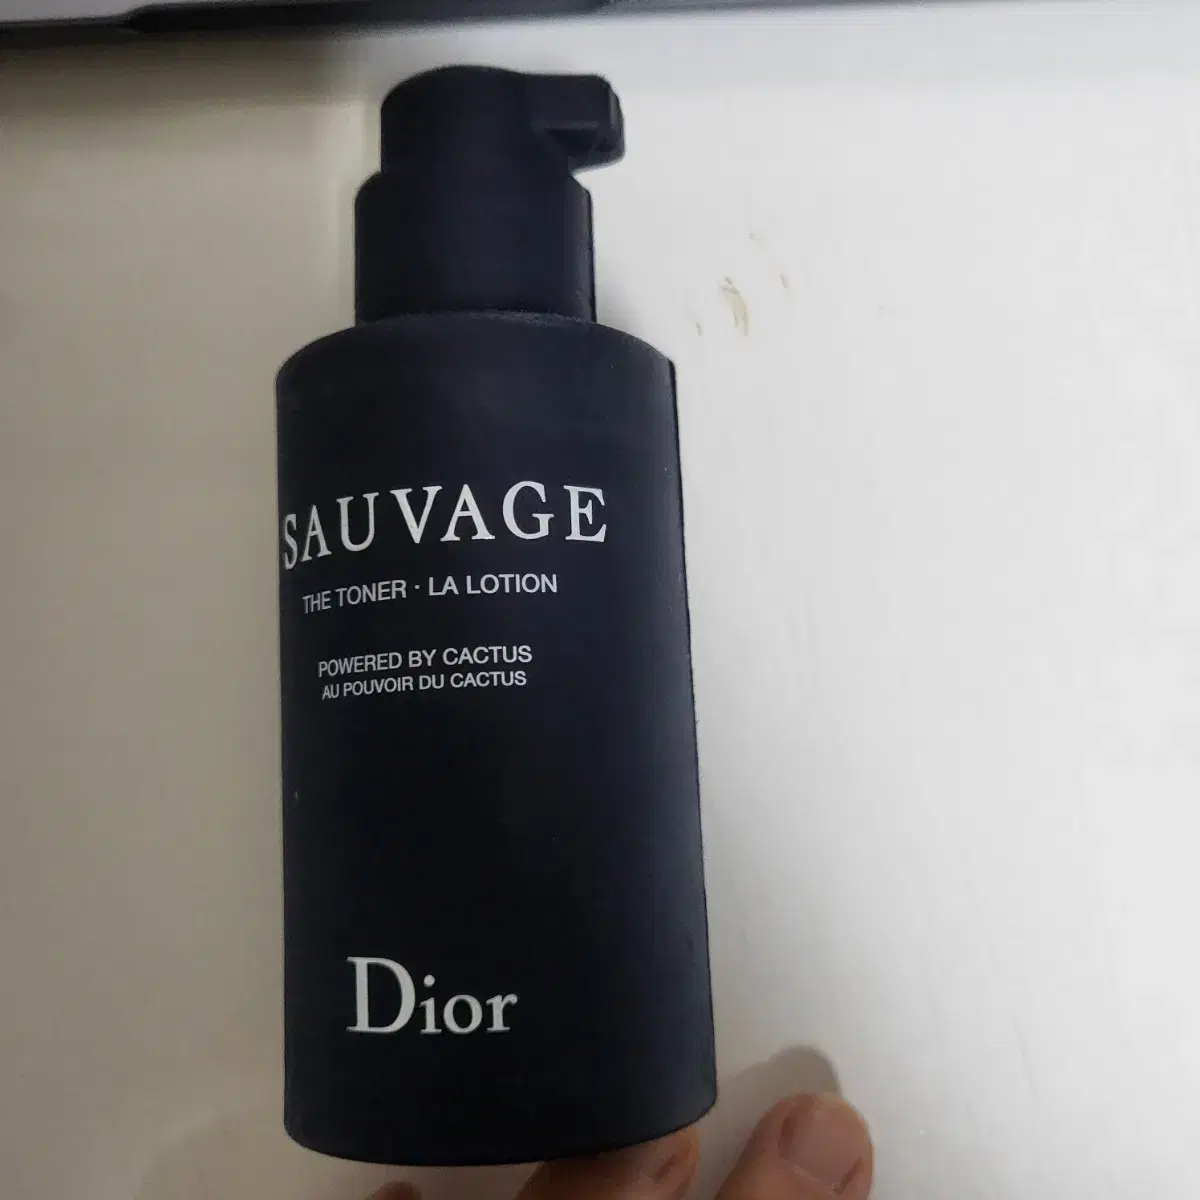 SAUVAGE
THE TONER · LA LOTION
POWERED BY CACTUS
AU POUVOIR DU CACTUS
Dior